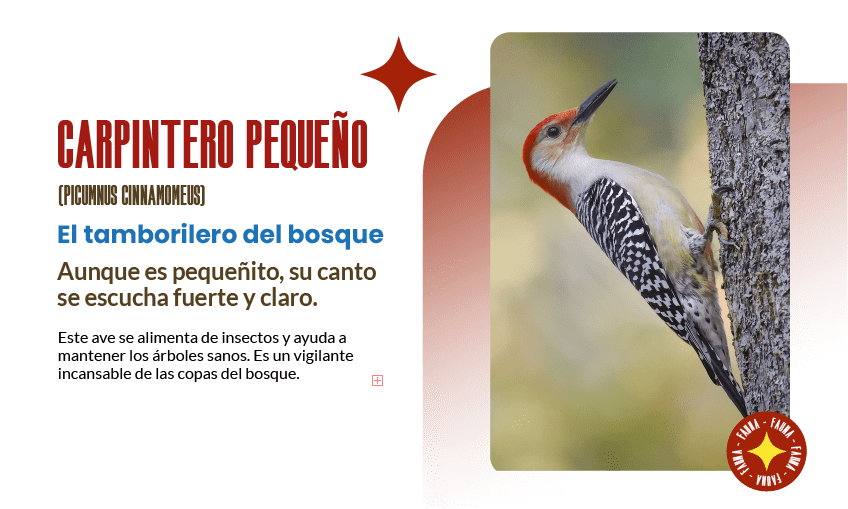 CARPINTERO PEQUEÑO
(PICUMNUS CINNAMOMEUS)
El tamborilero del bosque
Aunque es pequeñito, su canto
se escucha fuerte y claro.
Este ave se alimenta de insectos y ayuda a
mantener los árboles sanos. Es un vigilante
incansable de las copas del bosque.
FAUNA - FAUNA - FAUNA - FAUNA - FAUNA -